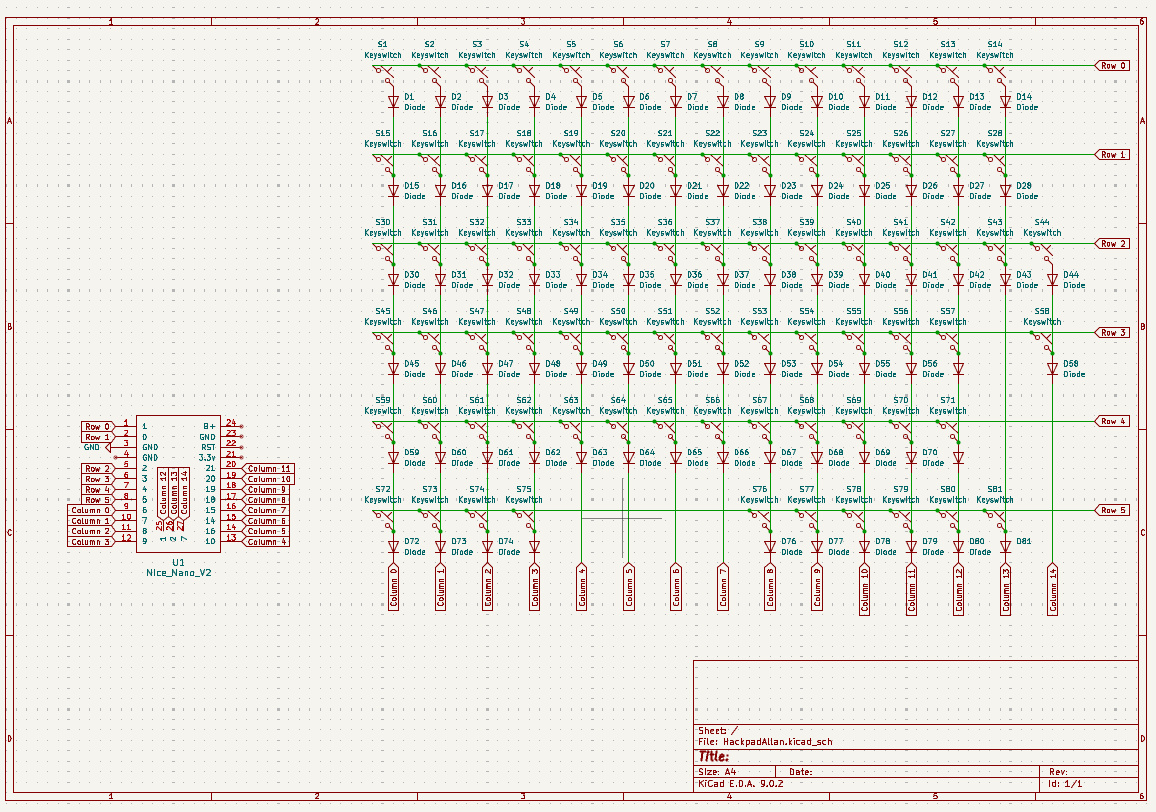 1 2 3 4 5 6
S1 S2 S3 S4 S5 S6 S7 S8 S9 S10 S11 S12 S13 S14
Keyswitch Keyswitch Keyswitch Keyswitch Keyswitch Keyswitch Keyswitch Keyswitch Keyswitch Keyswitch Keyswitch Keyswitch Keyswitch Keyswitch
Row 0
D1 D2 D3 D4 D5 D6 D7 D8 D9 D10 D11 D12 D13 D14
Diode Diode Diode Diode Diode Diode Diode Diode Diode Diode Diode Diode Diode Diode
A A
S15 S16 S17 S18 S19 S20 S21 S22 S23 S24 S25 S26 S27 S28
Keyswitch Keyswitch Keyswitch Keyswitch Keyswitch Keyswitch Keyswitch Keyswitch Keyswitch Keyswitch Keyswitch Keyswitch Keyswitch Keyswitch
Row 1
D15 D16 D17 D18 D19 D20 D21 D22 D23 D24 D25 D26 D27 D28
Diode Diode Diode Diode Diode Diode Diode Diode Diode Diode Diode Diode Diode Diode
S30 S31 S32 S33 S34 S35 S36 S37 S38 S39 S40 S41 S42 S43 S44
Keyswitch Keyswitch Keyswitch Keyswitch Keyswitch Keyswitch Keyswitch Keyswitch Keyswitch Keyswitch Keyswitch Keyswitch Keyswitch Keyswitch Keyswitch
Row 2
D30 D31 D32 D33 D34 D35 D36 D37 D38 D39 D40 D41 D42 D43 D44
Diode Diode Diode Diode Diode Diode Diode Diode Diode Diode Diode Diode Diode Diode Diode
S45 S46 S47 S48 S49 S50 S51 S52 S53 S54 S55 S56 S57 S58
Keyswitch Keyswitch Keyswitch Keyswitch Keyswitch Keyswitch Keyswitch Keyswitch Keyswitch Keyswitch Keyswitch Keyswitch Keyswitch Keyswitch
B B
Row 3
D45 D46 D47 D48 D49 D50 D51 D52 D53 D54 D55 D56 D58
Diode Diode Diode Diode Diode Diode Diode Diode Diode Diode Diode Diode Diode
S59 S60 S61 S62 S63 S64 S65 S66 S67 S68 S69 S70 S71
Keyswitch Keyswitch Keyswitch Keyswitch Keyswitch Keyswitch Keyswitch Keyswitch Keyswitch Keyswitch Keyswitch Keyswitch Keyswitch
Row 4
D59 D60 D61 D62 D63 D64 D65 D66 D67 D68 D69 D70
Diode Diode Diode Diode Diode Diode Diode Diode Diode Diode Diode Diode
S72 S73 S74 S75 S76 S77 S78 S79 S80 S81
Keyswitch Keyswitch Keyswitch Keyswitch Keyswitch Keyswitch Keyswitch Keyswitch Keyswitch Keyswitch
Row 5
D72 D73 D74 D76 D77 D78 D79 D80 D81
Diode Diode Diode Diode Diode Diode Diode Diode Diode
C C
Column 0 Column 1 Column 2 Column 3 Column 4 Column 5 Column 6 Column 7 Column 8 Column 9 Column 10 Column 11 Column 12 Column 13 Column 14
Row 0 1 1 B+ 24
Row 1 2 0 GND 23
GND 3 GND RST 22
4 GND 3.3v 21
Row 2 5 2 21 20 Column 11
Row 3 6 3 20 19 Column 10
Row 4 7 4 19 18 Column 9
Row 5 8 5 18 17 Column 8
Column 0 9 6 15 16 Column 7
Column 1 10 7 14 15 Column 6
Column 2 11 8 16 14 Column 5
Column 3 12 9 10 13 Column 4
Column 12 Column 13 Column 14
25 26 27
1 2 7
U1
Nice_Nano_V2
D D
Sheet: /
File: HackpadAllan.kicad_sch
Title:
Size: A4 Date: Rev:
KiCad E.D.A. 9.0.2 Id: 1/1
1 2 3 4 5 6